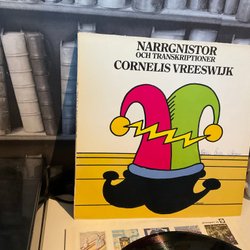 NARRGNISTOR
OCH TRANSKRIPTIONER
CORNELIS VREESWIJK